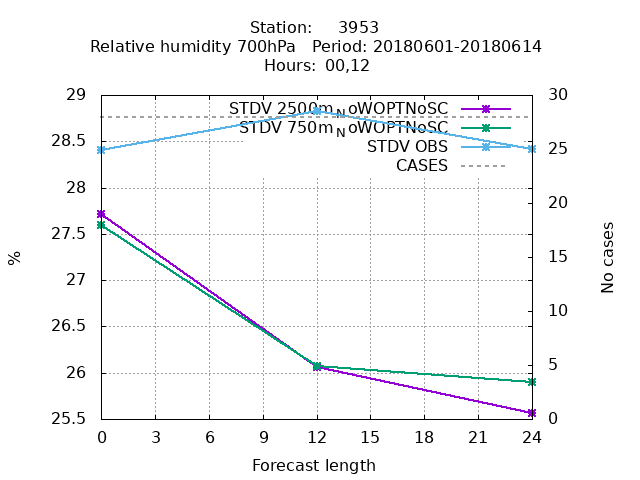 Station: 3953
Relative humidity 700hPa Period: 20180601-20180614
Hours: 00,12
29
28.5
28
27.5
27
26.5
26
25.5
%
30
25
20
15
10
5
0
No cases
STDV 2500m_NoWOPTNoSC
STDV 750m_NoWOPTNoSC
STDV OBS
CASES
0 3 6 9 12 15 18 21 24
Forecast length